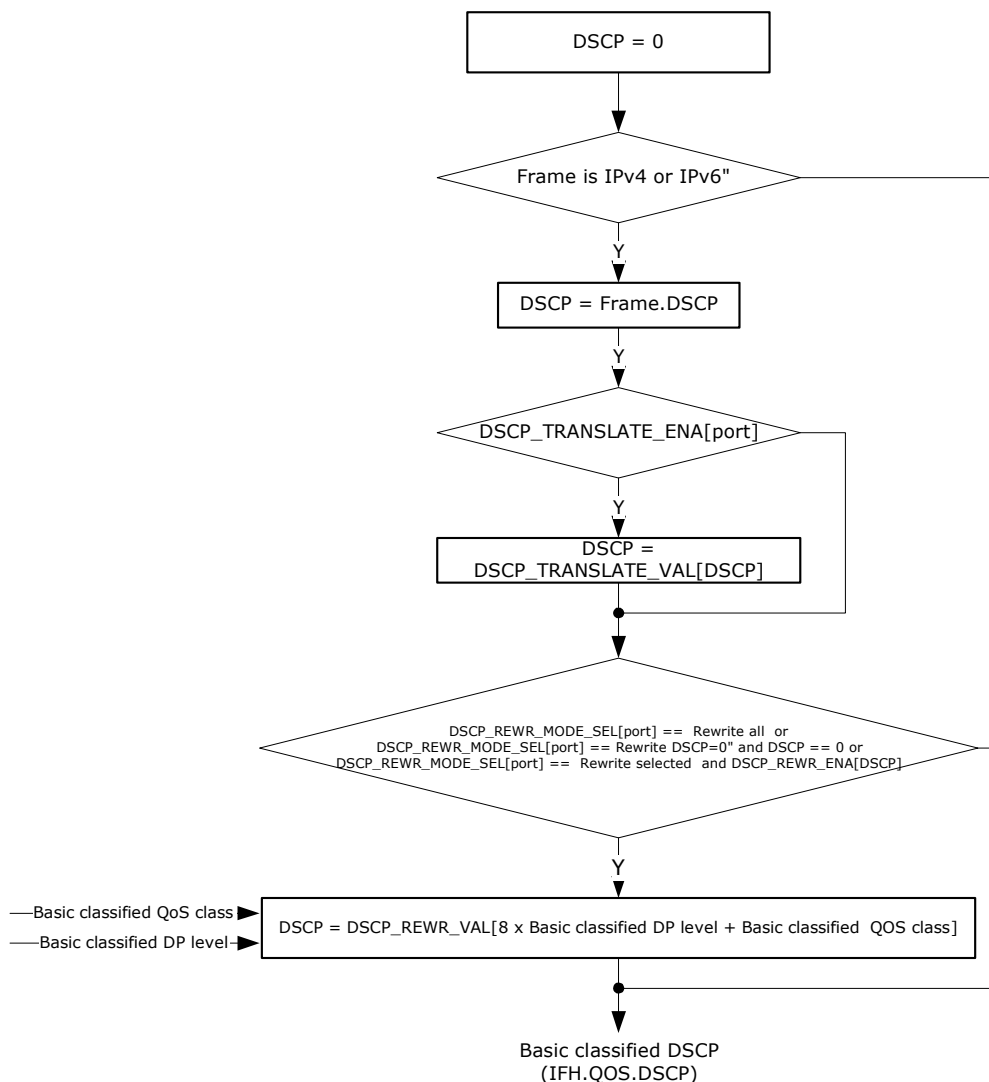 DSCP = 0
Frame is IPv4 or IPv6"
Y
DSCP = Frame.DSCP
Y
DSCP_TRANSLATE_ENA[port]
Y
DSCP =
DSCP_TRANSLATE_VAL[DSCP]
DSCP_REWR_MODE_SEL[port] == Rewrite all or
DSCP_REWR_MODE_SEL[port] == Rewrite DSCP=0" and DSCP == 0 or
DSCP_REWR_MODE_SEL[port] == Rewrite selected and DSCP_REWR_ENA[DSCP]
Y
Basic classified QoS class
Basic classified DP level
DSCP = DSCP_REWR_VAL[8 x Basic classified DP level + Basic classified QOS class]
Basic classified DSCP
(IFH.QOS.DSCP)